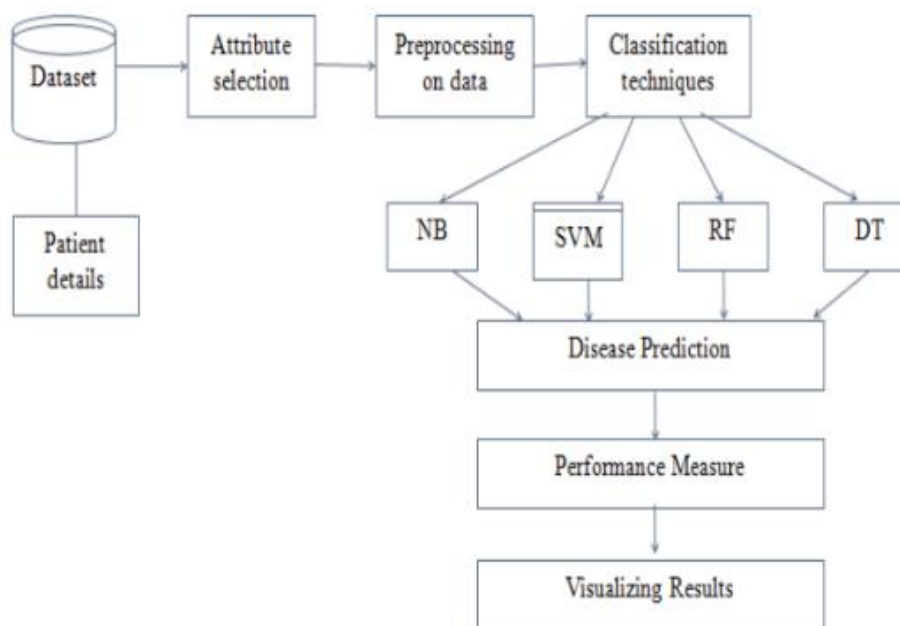 Dataset
Attribute
selection
Preprocessing
on data
Classification
techniques
Patient
details
NB
SVM
RF
DT
Disease Prediction
Performance Measure
Visualizing Results